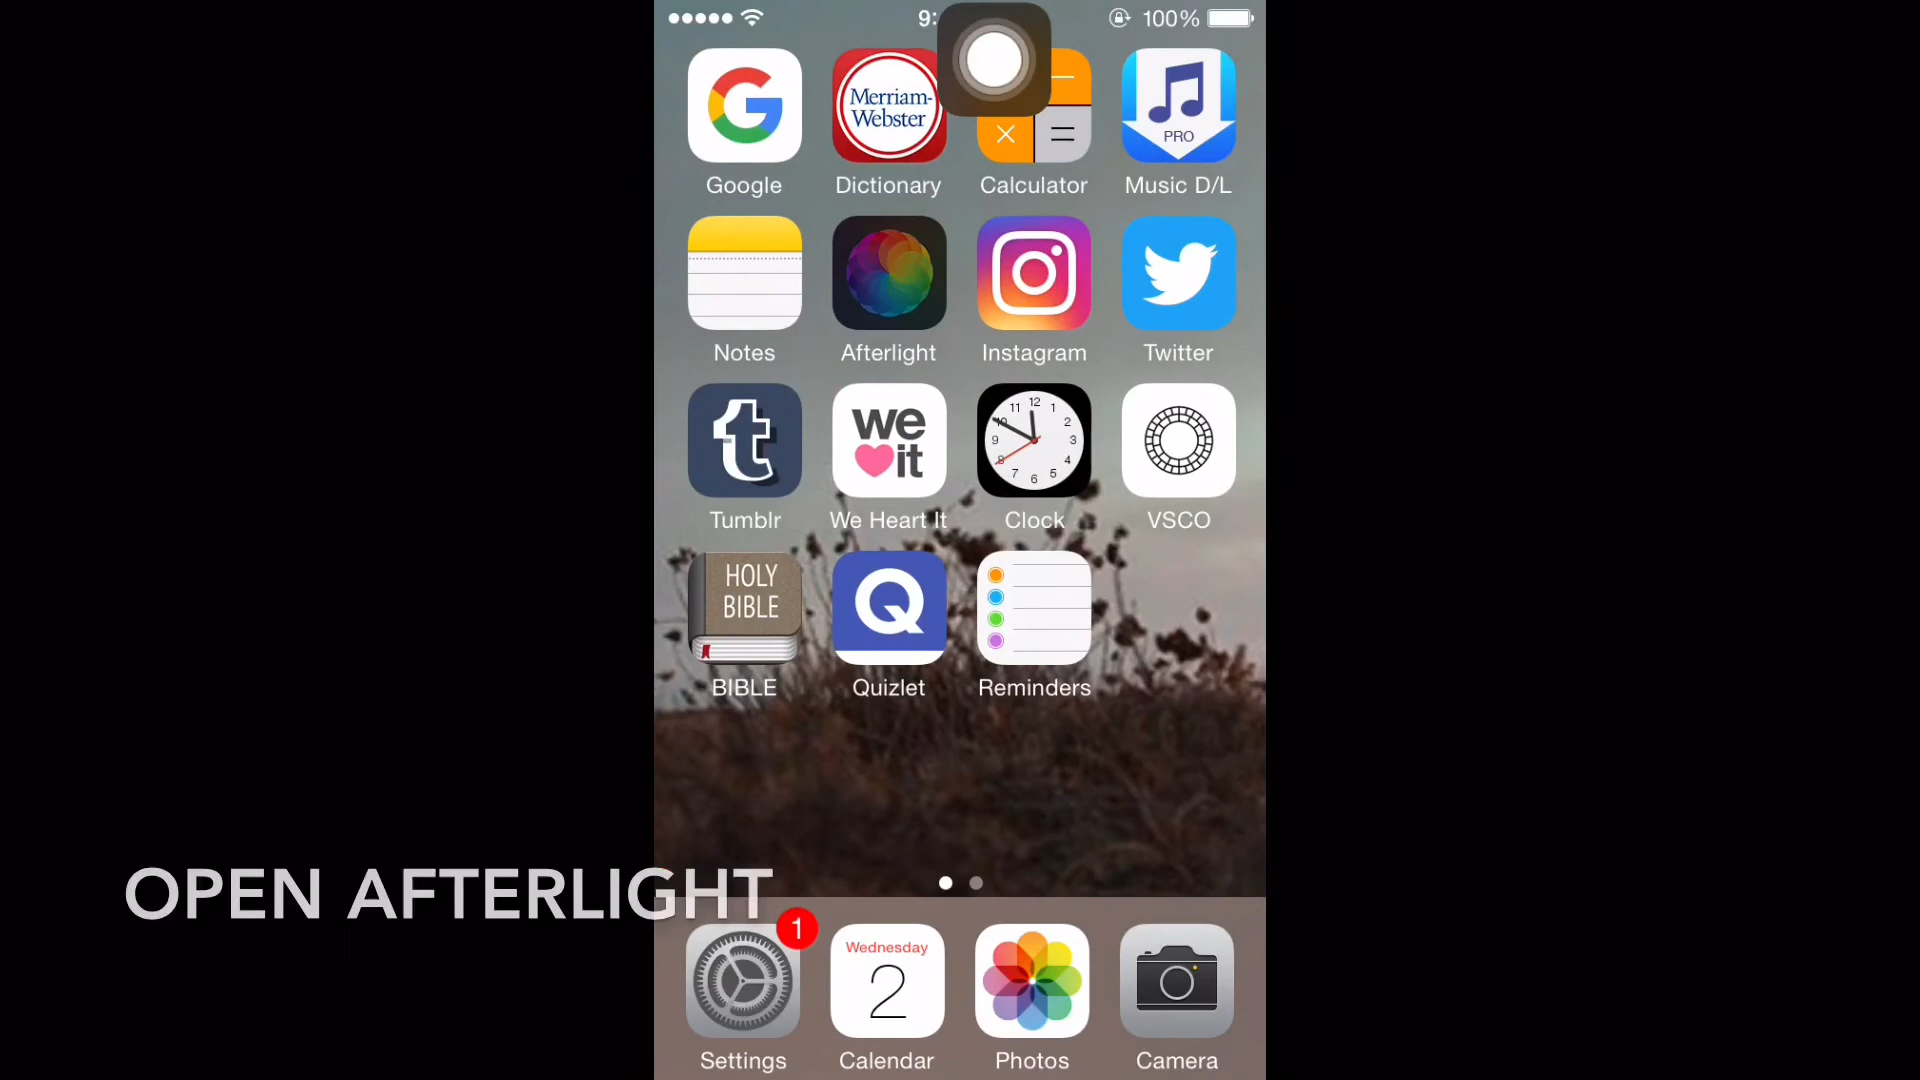 9:
100%
Merriam-
Webster
PRO
Google
Dictionary
Calculator
Music D/L
Notes
Afterlight
Instagram
Twitter
we
it
12
11
1
10
2
9
3
8
4
7
5
6
Tumblr
We Heart It
Clock
VSCO
HOLY
BIBLE
Q
BIBLE
Quizlet
Reminders
OPEN AFTERLIGHT
1
Wednesday
2
Settings
Calendar
Photos
Camera